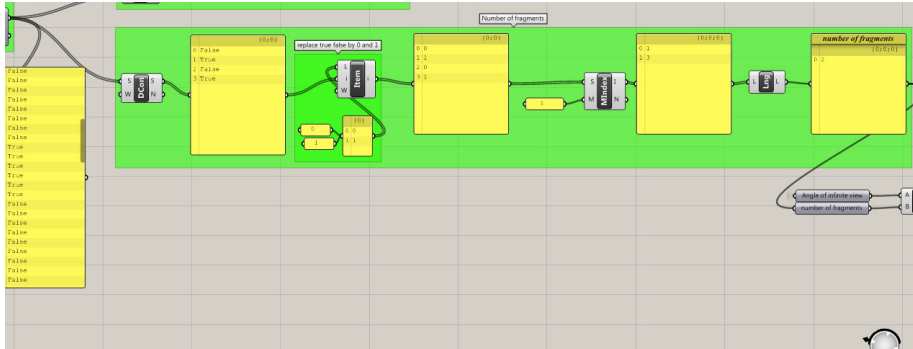 Number of fragments
False
False
False
False
False
False
False
False
True
True
True
True
True
True
False
False
False
False
False
False
False
False
False
S
W
DCon
S
N
{0;0}
0 False
1 True
2 False
3 True
replace true false by 0 and 1
L
i
W
Item
i
0
1
{0}
0 0
1 1
{0;0}
0 0
1 1
2 0
3 1
1
S
M
MIndex
I
N
{0;0;0}
0 1
1 3
L
Lng
L
number of fragments
{0;0;0}
0 2
Angle of infinite view
number of fragments
A
B